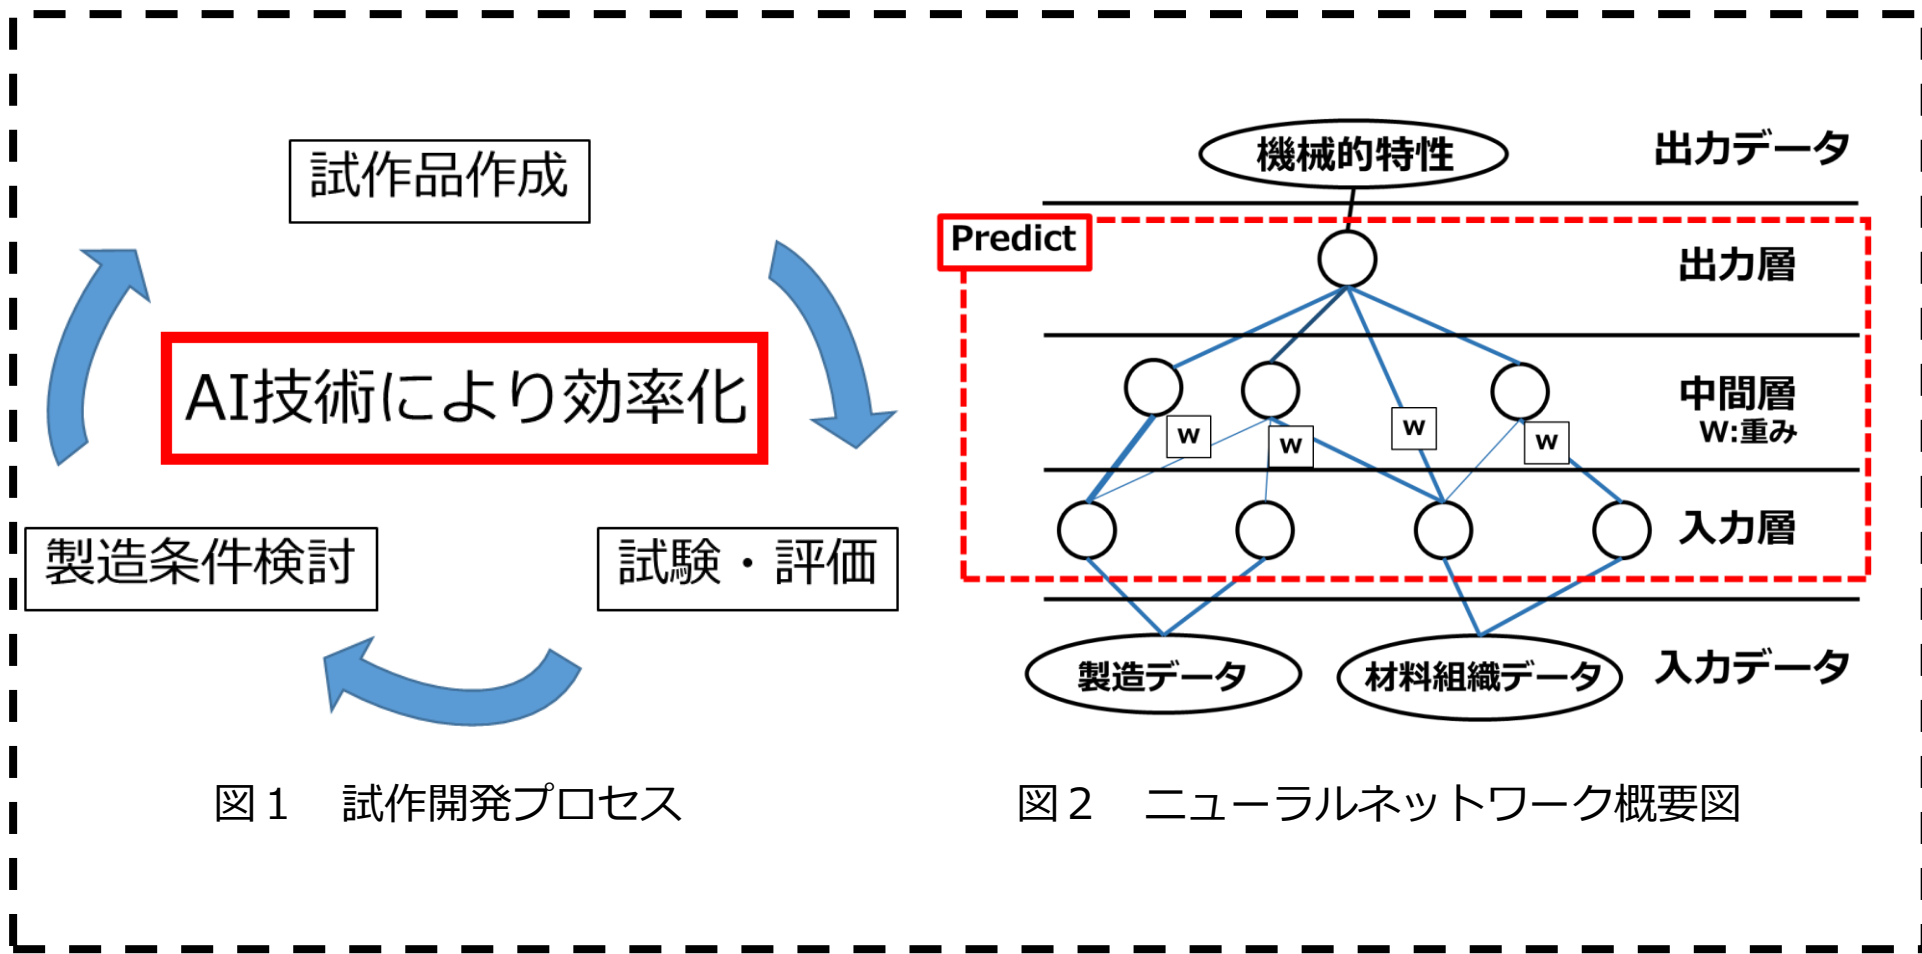 試作品作成
AI技術により効率化
製造条件検討
試験・評価
図1 試作開発プロセス
機械的特性
出力データ
Predict
出力層
中間層
W:重み
W
W
W
W
入力層
製造データ
材料組織データ
入力データ
図2 ニューラルネットワーク概要図